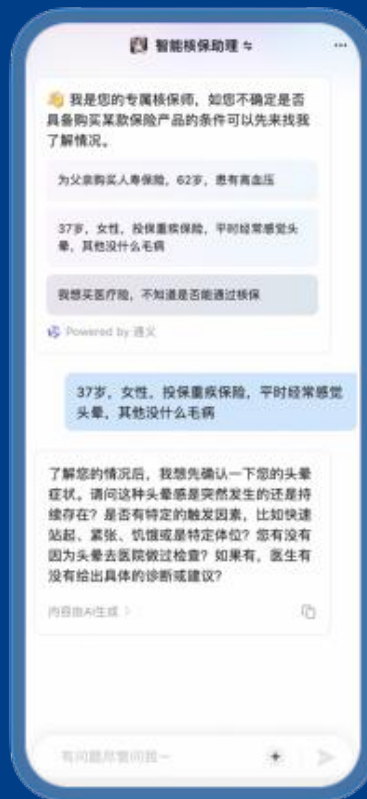 智能核保助理
👋 我是您的专属核保师，如您不确定是否
具备购买某款保险产品的条件可以先来找我
了解情况。
为父亲购买人寿保险，62岁，患有高血压
37岁，女性，投保重疾保险，平时经常感觉头
晕，其他没什么毛病
我想买医疗险，不知道是否能通过核保
Powered by 通义
37岁，女性，投保重疾保险，平时经常感觉
头晕，其他没什么毛病
了解您的情况后，我想先确认一下您的头晕
症状。请问这种头晕感是突然发生的还是持
续存在？是否有特定的触发因素，比如快速
站起、紧张、饥饿或是特定体位？您有没有
因为头晕去医院做过检查？如果有，医生有
没有给出具体的诊断或建议？
内容由AI生成 >
有问题尽管问我～